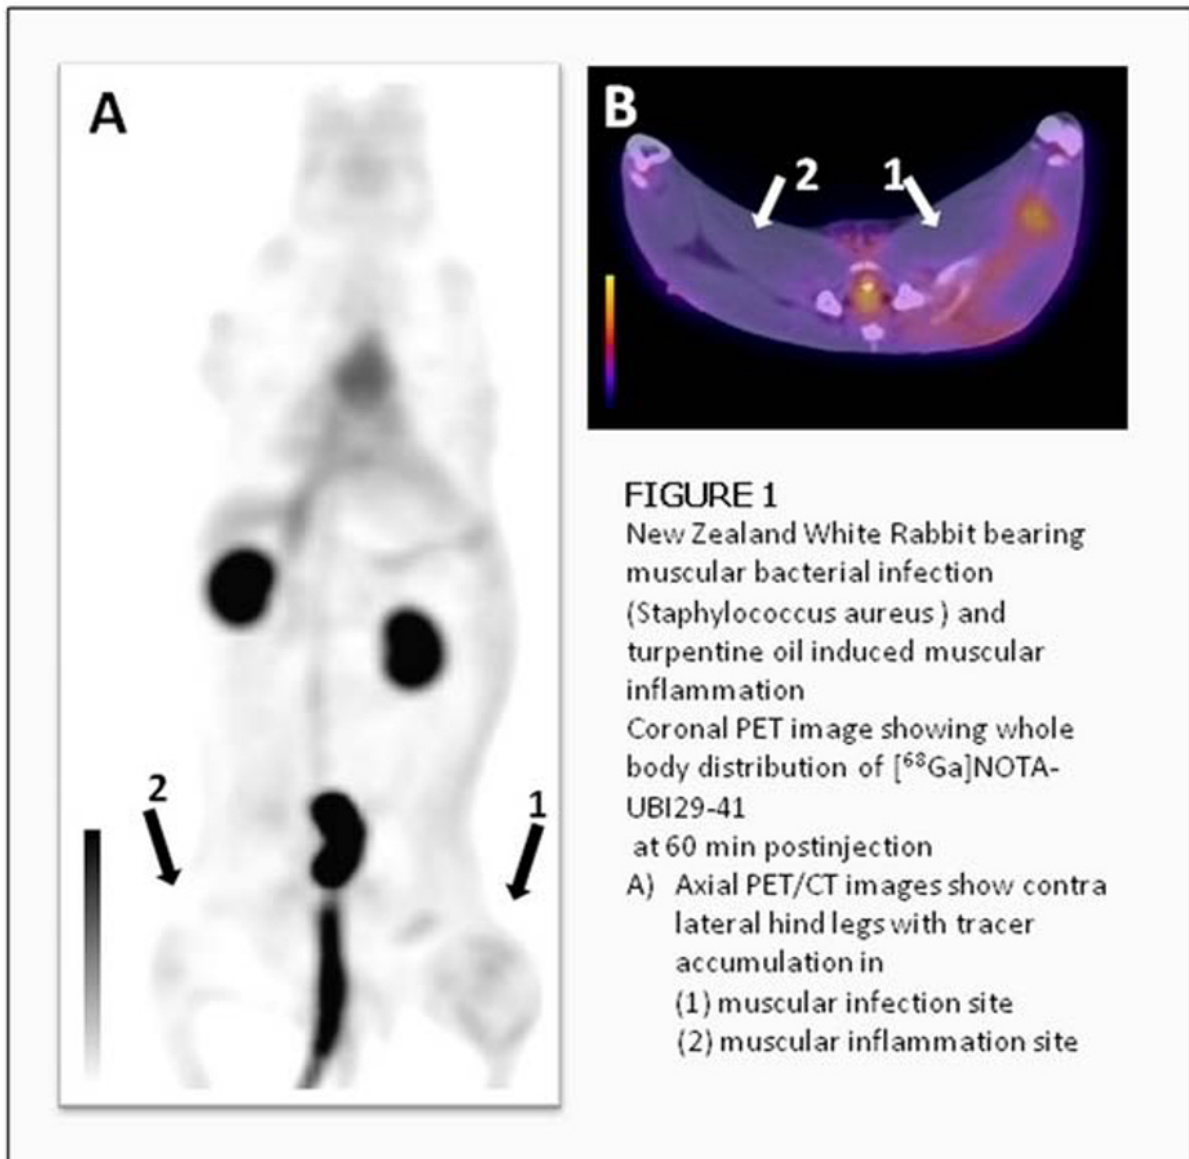 A
B
2
1
2
1
FIGURE 1
New Zealand White Rabbit bearing
muscular bacterial infection
(Staphylococcus aureus ) and
turpentine oil induced muscular
inflammation
Coronal PET image showing whole
body distribution of [⁶⁸Ga]NOTA-
UBI29-41
at 60 min postinjection
A) Axial PET/CT images show contra
lateral hind legs with tracer
accumulation in
(1) muscular infection site
(2) muscular inflammation site